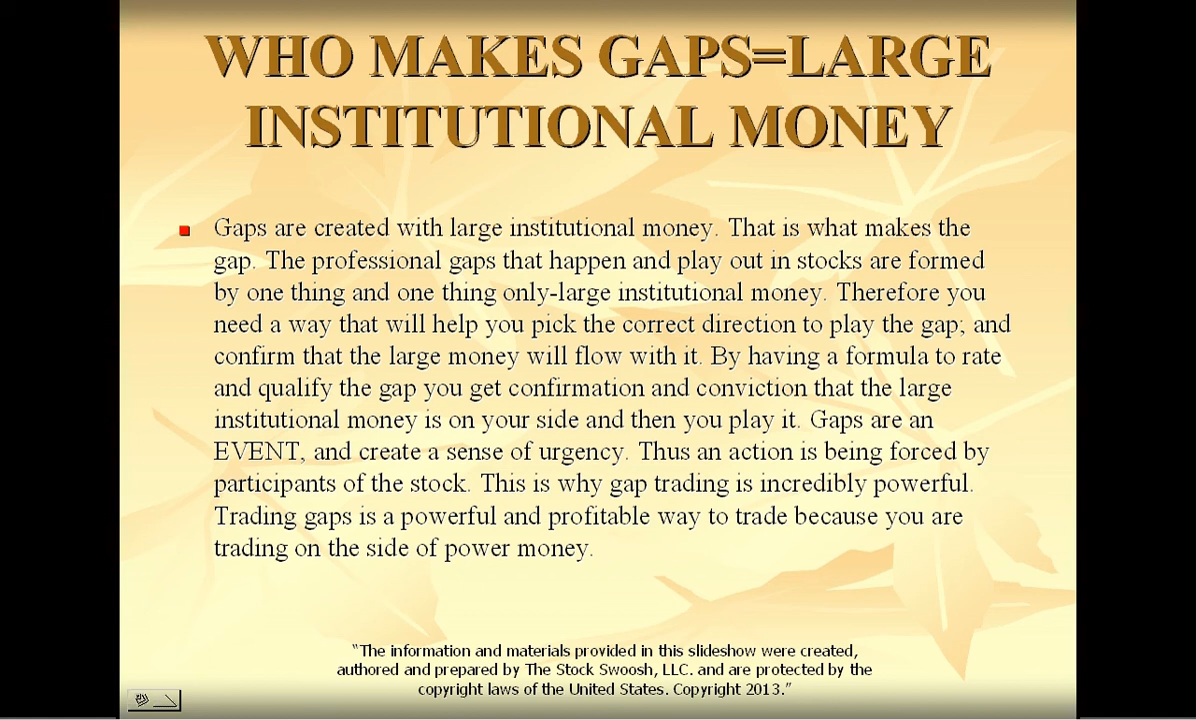 WHO MAKES GAPS=LARGE
INSTITUTIONAL MONEY
Gaps are created with large institutional money. That is what makes the
gap. The professional gaps that happen and play out in stocks are formed
by one thing and one thing only-large institutional money. Therefore you
need a way that will help you pick the correct direction to play the gap; and
confirm that the large money will flow with it. By having a formula to rate
and qualify the gap you get confirmation and conviction that the large
institutional money is on your side and then you play it. Gaps are an
EVENT, and create a sense of urgency. Thus an action is being forced by
participants of the stock. This is why gap trading is incredibly powerful.
Trading gaps is a powerful and profitable way to trade because you are
trading on the side of power money.
"The information and materials provided in this slideshow were created,
authored and prepared by The Stock Swoosh, LLC. and are protected by the
copyright laws of the United States. Copyright 2013."